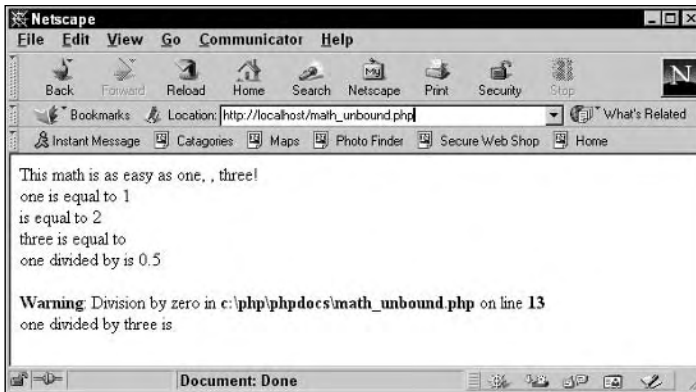 Netscape
File Edit View Go Communicator Help
Back Forward Reload Home Search Netscape Print Security Stop
My
N
Bookmarks Location: http://localhost/math_unbound.php What's Related
Instant Message Catagories Maps Photo Finder Secure Web Shop Home
This math is as easy as one, , three!
one is equal to 1
is equal to 2
three is equal to
one divided by is 0.5
Warning: Division by zero in c:\php\phpdocs\math_unbound.php on line 13
one divided by three is
Document: Done